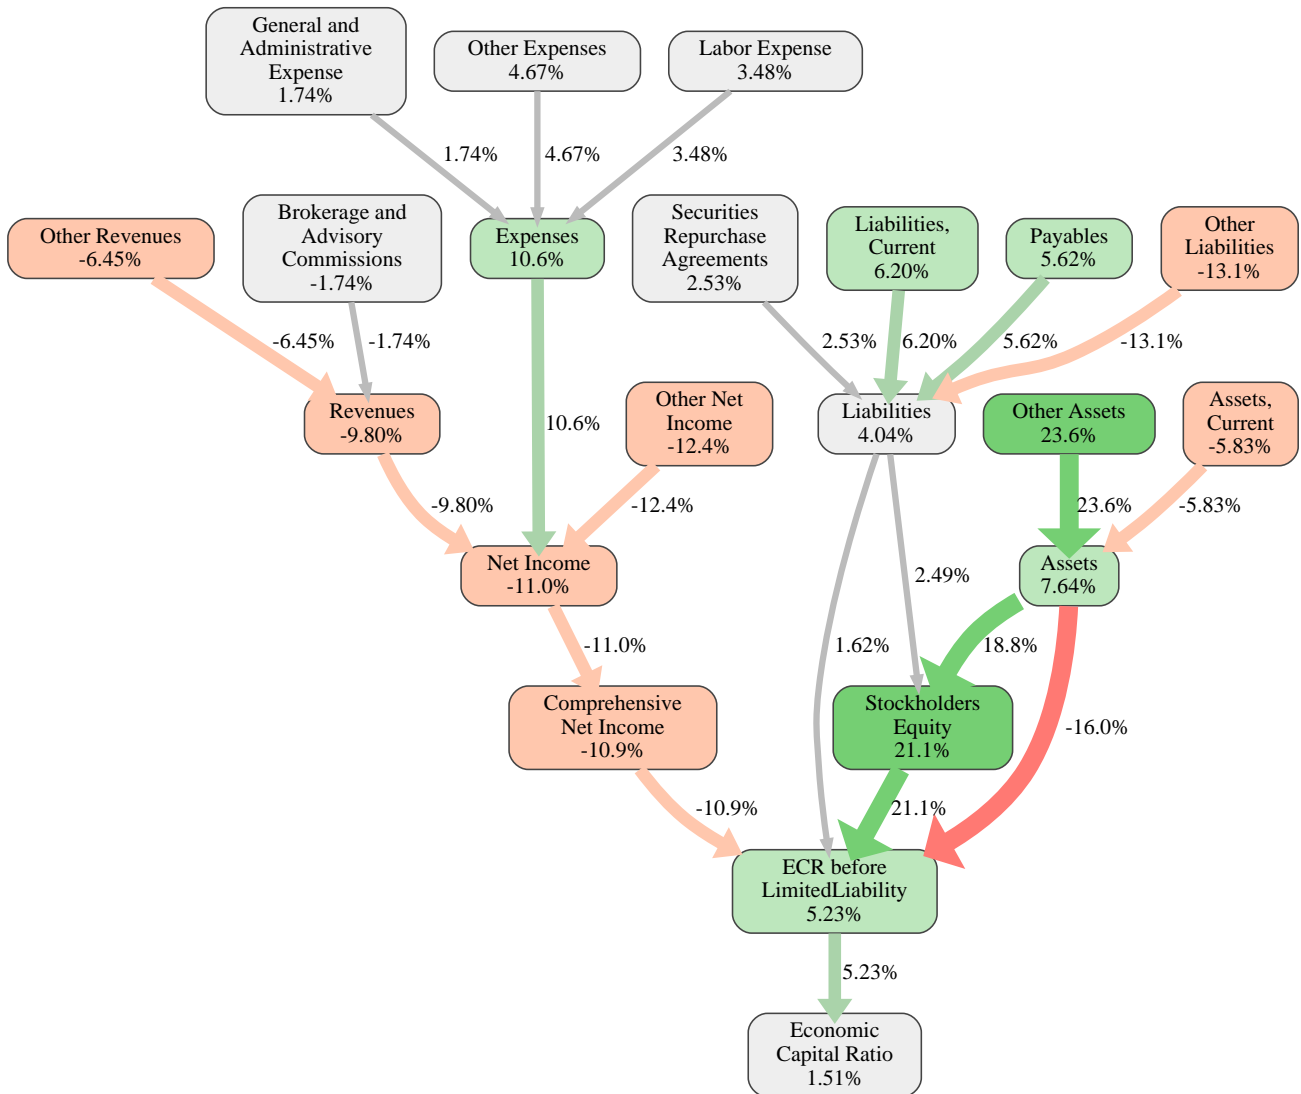 General and
Administrative
Expense
1.74%
Other Expenses
4.67%
Labor Expense
3.48%
1.74%
4.67%
3.48%
Other Revenues
-6.45%
Brokerage and
Advisory
Commissions
-1.74%
Expenses
10.6%
Securities
Repurchase
Agreements
2.53%
Liabilities,
Current
6.20%
Payables
5.62%
Other
Liabilities
-13.1%
-6.45%
-1.74%
2.53%
6.20%
5.62%
-13.1%
Revenues
-9.80%
10.6%
Other Net
Income
-12.4%
Liabilities
4.04%
Other Assets
23.6%
Assets,
Current
-5.83%
-9.80%
-12.4%
23.6%
-5.83%
Net Income
-11.0%
2.49%
Assets
7.64%
-11.0%
1.62%
18.8%
Comprehensive
Net Income
-10.9%
Stockholders
Equity
21.1%
-16.0%
-10.9%
21.1%
ECR before
LimitedLiability
5.23%
5.23%
Economic
Capital Ratio
1.51%